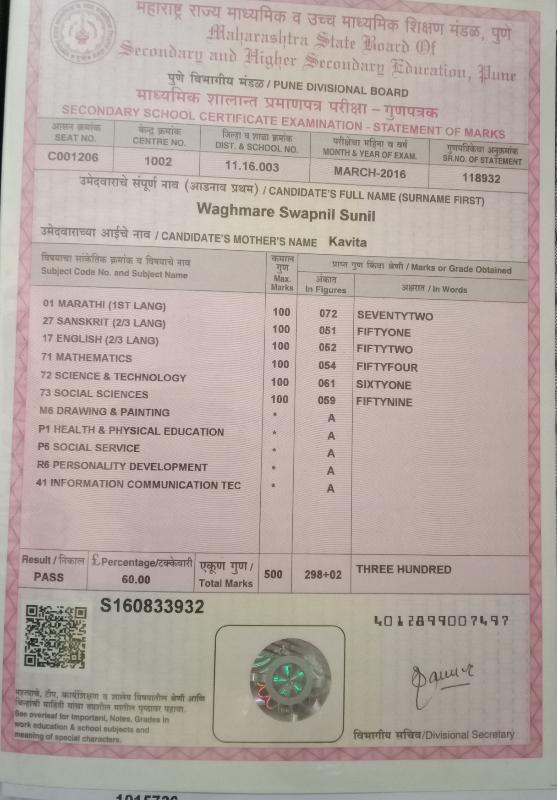 महाराष्ट्र राज्य माध्यमिक व उच्च माध्यमिक शिक्षण मंडळ, पुणे
Maharashtra State Board Of
Secondary and Higher Secondary Education, Pune
पुणे विभागीय मंडळ / PUNE DIVISIONAL BOARD
माध्यमिक शालान्त प्रमाणपत्र परीक्षा – गुणपत्रक
SECONDARY SCHOOL CERTIFICATE EXAMINATION - STATEMENT OF MARKS
आसन क्रमांक केंद्र क्रमांक जिल्हा व शाळा क्रमांक परीक्षेचा महिना व वर्ष गुणपत्रिकेचा अनुक्रमांक
SEAT NO. CENTRE NO. DIST. & SCHOOL NO. MONTH & YEAR OF EXAM. SR.NO. OF STATEMENT
C001206 1002 11.16.003 MARCH-2016 118932
उमेदवाराचे संपूर्ण नाव (आडनाव प्रथम) / CANDIDATE'S FULL NAME (SURNAME FIRST)
Waghmare Swapnil Sunil
उमेदवाराच्या आईचे नाव / CANDIDATE'S MOTHER'S NAME Kavita
विषयाचा सांकेतिक क्रमांक व विषयाचे नाव
Subject Code No. and Subject Name
कमाल
गुण
Max.
Marks
प्राप्त गुण किंवा श्रेणी / Marks or Grade Obtained
अंकात अक्षरात / In Words
In Figures
01 MARATHI (1ST LANG) 100 072 SEVENTYTWO
27 SANSKRIT (2/3 LANG) 100 051 FIFTYONE
17 ENGLISH (2/3 LANG) 100 052 FIFTYTWO
71 MATHEMATICS 100 054 FIFTYFOUR
72 SCIENCE & TECHNOLOGY 100 061 SIXTYONE
73 SOCIAL SCIENCES 100 059 FIFTYNINE
M6 DRAWING & PAINTING * A
P1 HEALTH & PHYSICAL EDUCATION * A
P5 SOCIAL SERVICE * A
R6 PERSONALITY DEVELOPMENT * A
41 INFORMATION COMMUNICATION TEC * A
Result / निकाल £ Percentage/टक्केवारी एकूण गुण / 500 298+02 THREE HUNDRED
PASS 60.00 Total Marks
S160833932
4012899007497
महत्वाचे, टीप, कार्यशिक्षण व शालेय विषयातील श्रेणी आणि
चिन्हांची माहिती यांचा तपशील मागील पृष्ठावर पहावा.
See overleaf for Important, Notes, Grades in
work education & school subjects and
meaning of special characters.
विभागीय सचिव/Divisional Secretary